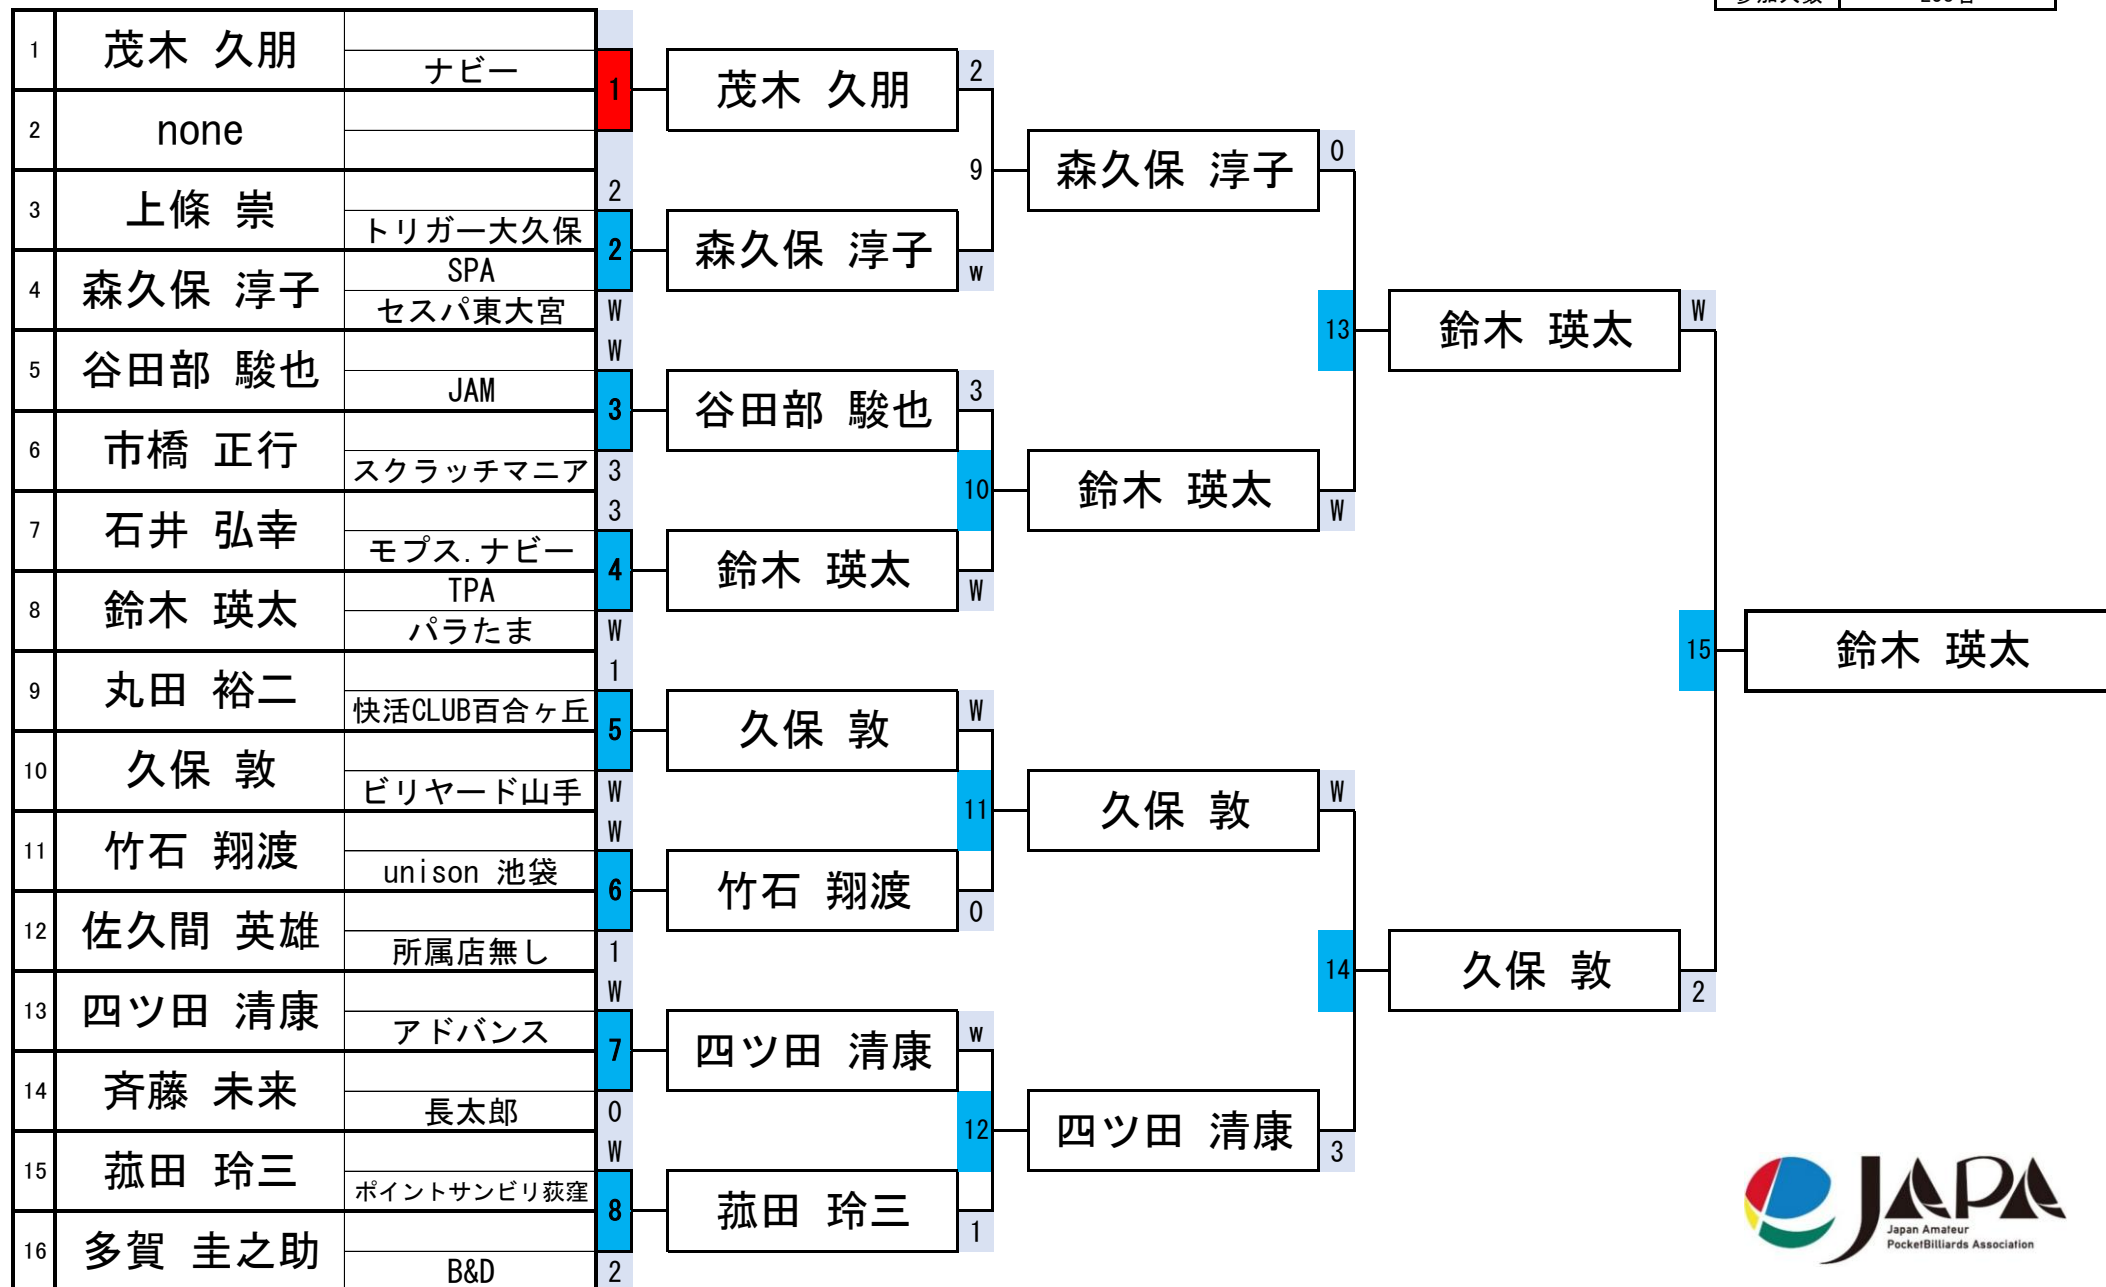 1 茂木 久朋
ナビー
2 none
3 上條 崇 2
トリガー大久保
4 森久保 淳子 SPA
セスパ東大宮 W
5 谷田部 駿也 W
JAM
6 市橋 正行
スクラッチマニア 3
7 石井 弘幸 3
モプス.ナビー
8 鈴木 瑛太 TPA
パラたま W
9 丸田 裕二 1
快活CLUB百合ヶ丘
10 久保 敦
ビリヤード山手 W
11 竹石 翔渡 W
unison 池袋
12 佐久間 英雄
所属店無し 1
13 四ツ田 清康 W
アドバンス
14 斉藤 未来
長太郎 0
15 菰田 玲三 W
ポイントサンビリ荻窪
16 多賀 圭之助
B&D 2
1 茂木 久朋 2
9
2 森久保 淳子 w
3 谷田部 駿也 3
10
4 鈴木 瑛太 W
5 久保 敦 W
11
6 竹石 翔渡 0
7 四ツ田 清康 w
12
8 菰田 玲三 1
森久保 淳子 0
13
鈴木 瑛太 W
久保 敦 W
14
四ツ田 清康 3
鈴木 瑛太 W
15
久保 敦 2
鈴木 瑛太
JAPA
Japan Amateur
PocketBilliards Association